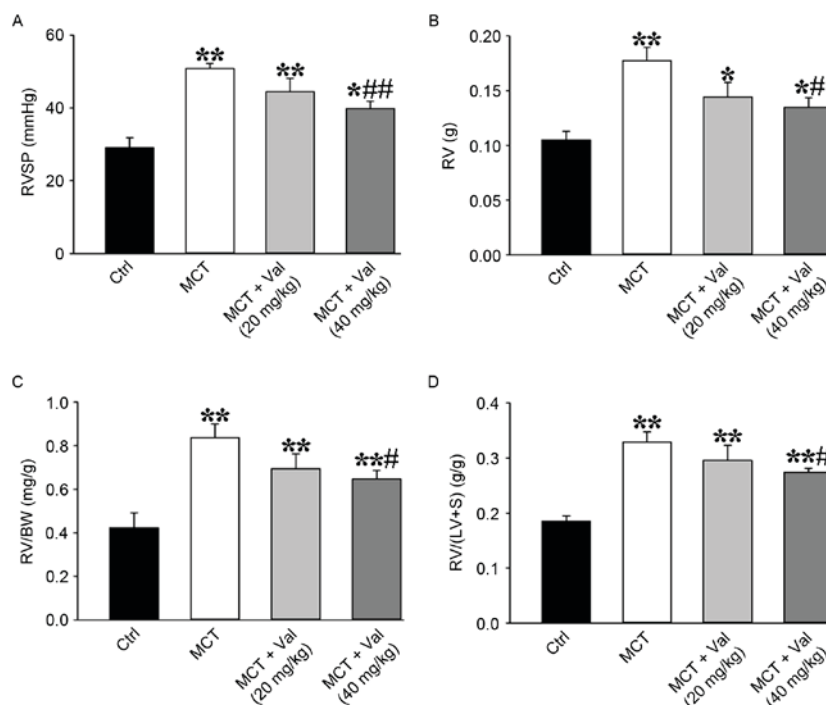 A
RVSP (mmHg)
60
40
20
0
**
**
*##
Ctrl
MCT
MCT + Val
(20 mg/kg)
MCT + Val
(40 mg/kg)
B
RV (g)
0.20
0.15
0.10
0.05
0.00
**
*
*#
Ctrl
MCT
MCT + Val
(20 mg/kg)
MCT + Val
(40 mg/kg)
C
RV/BW (mg/g)
1.0
0.8
0.6
0.4
0.2
0.0
**
**
**#
Ctrl
MCT
MCT + Val
(20 mg/kg)
MCT + Val
(40 mg/kg)
D
RV/(LV+S) (g/g)
0.4
0.3
0.2
0.1
0.0
**
**
**#
Ctrl
MCT
MCT + Val
(20 mg/kg)
MCT + Val
(40 mg/kg)